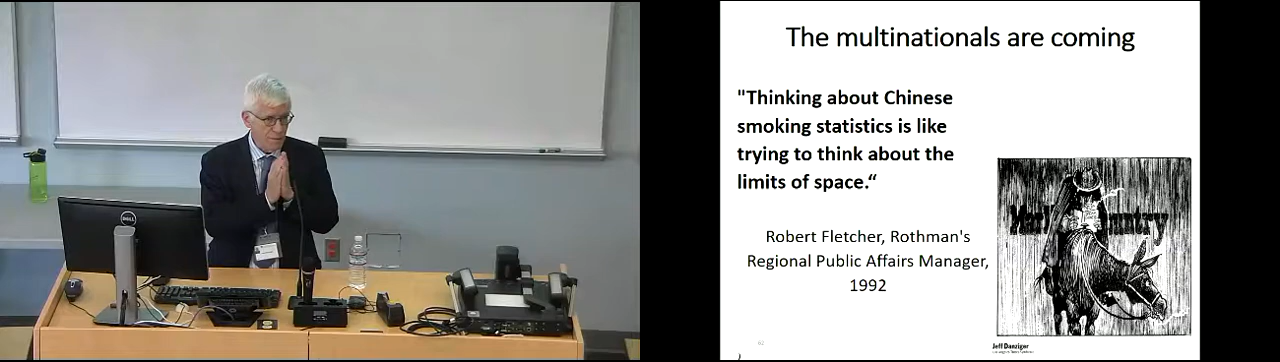 DELL
The multinationals are coming
"Thinking about Chinese
smoking statistics is like
trying to think about the
limits of space.“
Robert Fletcher, Rothman's
Regional Public Affairs Manager,
1992
Jeff Danziger